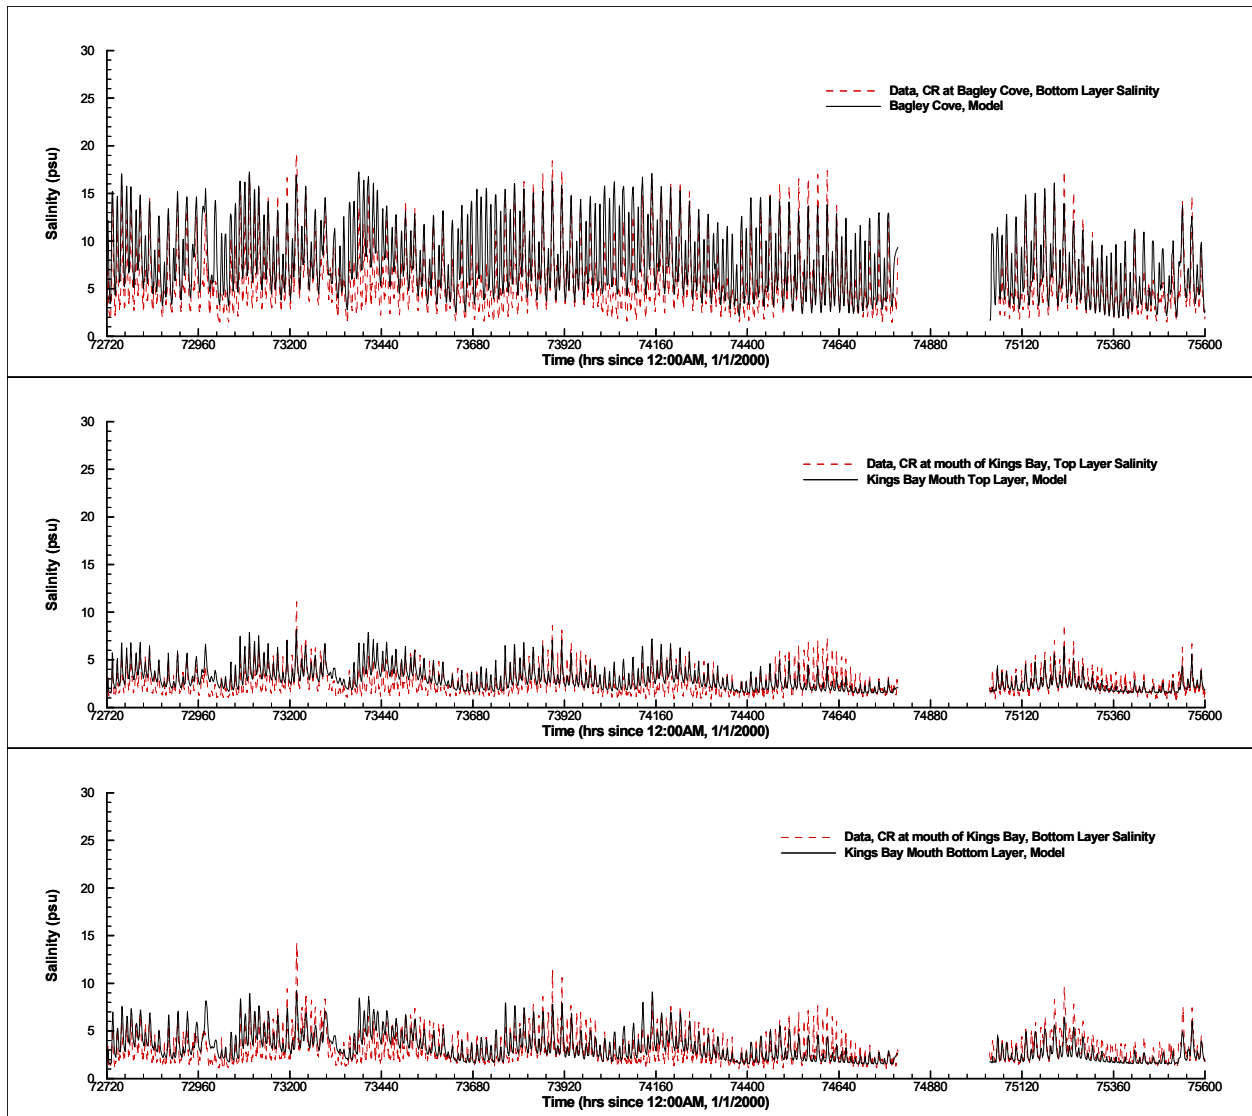 30
25
20
15
10
5
0
Salinity (psu)
Data, CR at Bagley Cove, Bottom Layer Salinity
Bagley Cove, Model
72720 72960 73200 73440 73680 73920 74160 74400 74640 74880 75120 75360 75600
Time (hrs since 12:00AM, 1/1/2000)
30
25
20
15
10
5
0
Salinity (psu)
Data, CR at mouth of Kings Bay, Top Layer Salinity
Kings Bay Mouth Top Layer, Model
72720 72960 73200 73440 73680 73920 74160 74400 74640 74880 75120 75360 75600
Time (hrs since 12:00AM, 1/1/2000)
30
25
20
15
10
5
0
Salinity (psu)
Data, CR at mouth of Kings Bay, Bottom Layer Salinity
Kings Bay Mouth Bottom Layer, Model
72720 72960 73200 73440 73680 73920 74160 74400 74640 74880 75120 75360 75600
Time (hrs since 12:00AM, 1/1/2000)